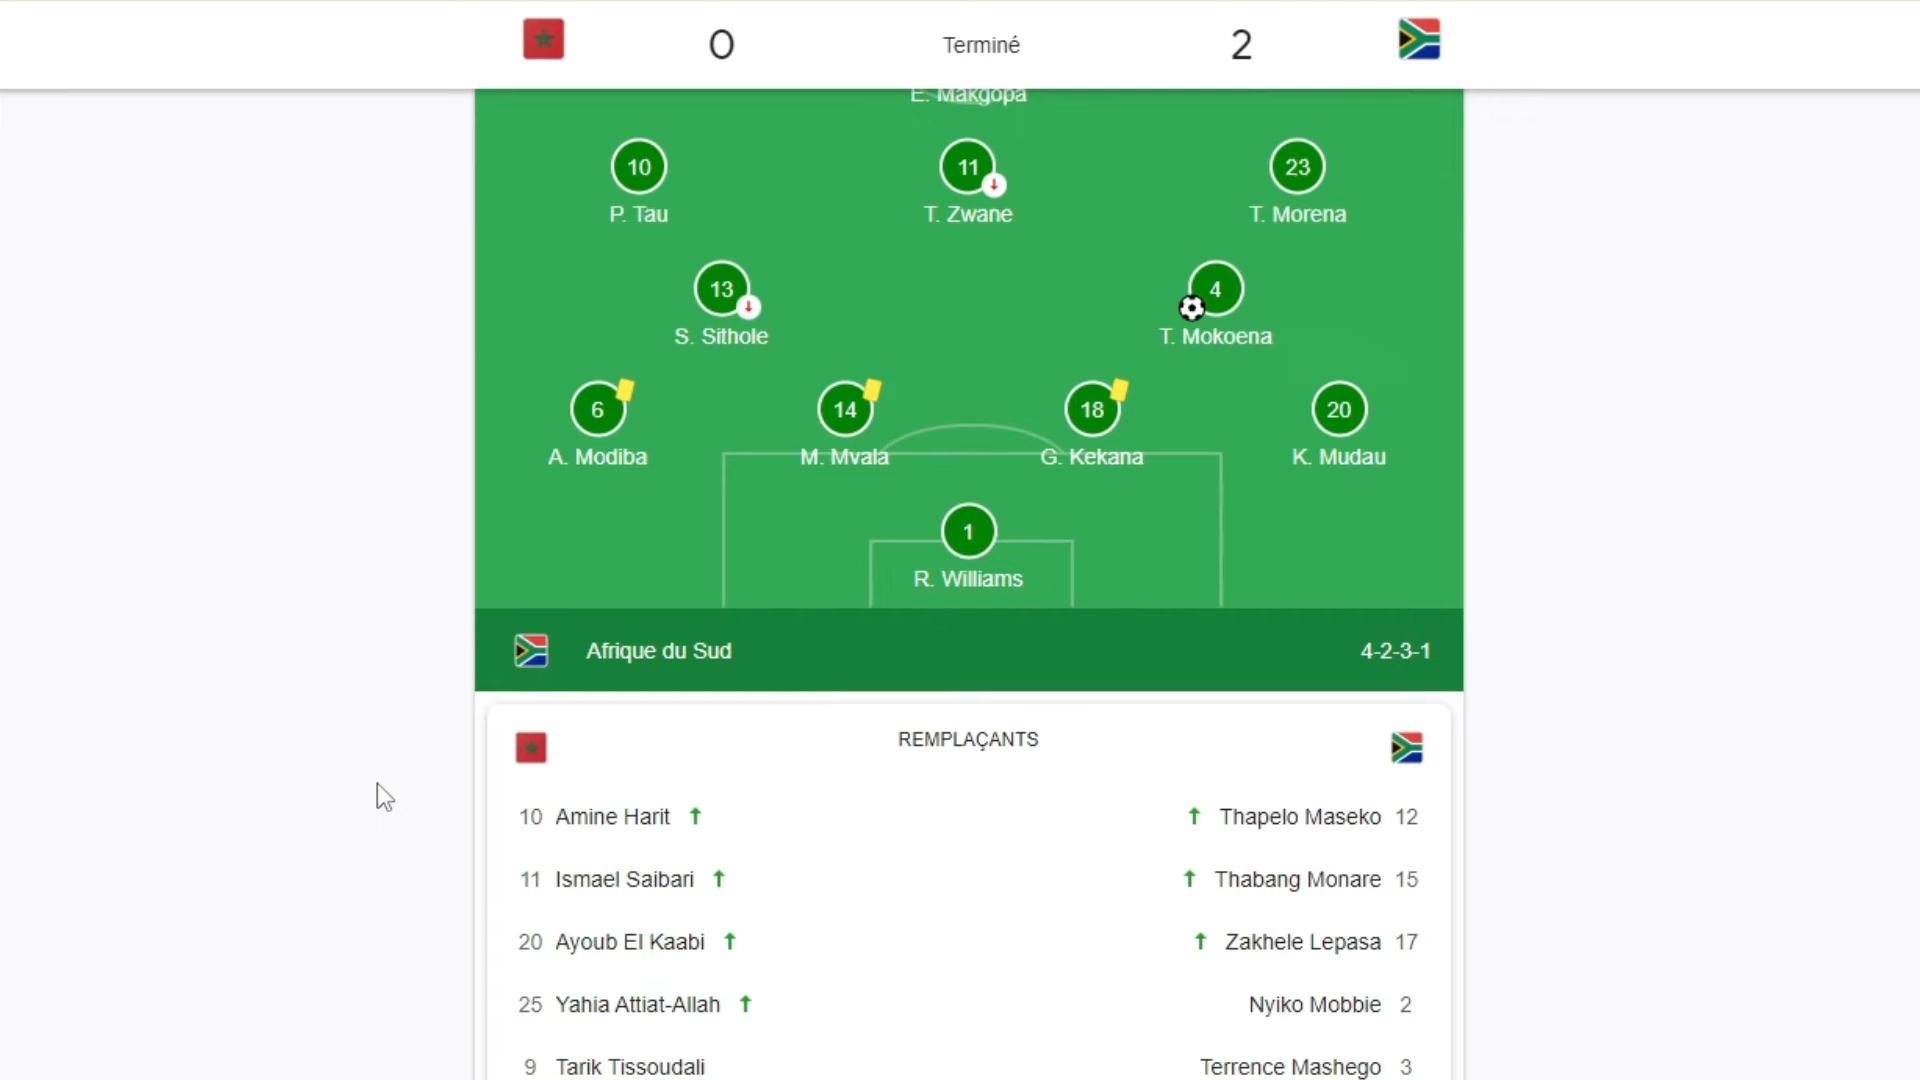 0 Terminé 2
E. Makgopa
10 11 23
P. Tau T. Zwane T. Morena
13 4
S. Sithole T. Mokoena
6 14 18 20
A. Modiba M. Mvala G. Kekana K. Mudau
1
R. Williams
Afrique du Sud 4-2-3-1
REMPLAÇANTS
10 Amine Harit Thapelo Maseko 12
11 Ismael Saibari Thabang Monare 15
20 Ayoub El Kaabi Zakhele Lepasa 17
25 Yahia Attiat-Allah Nyiko Mobbie 2
9 Tarik Tissoudali Terrence Mashego 3